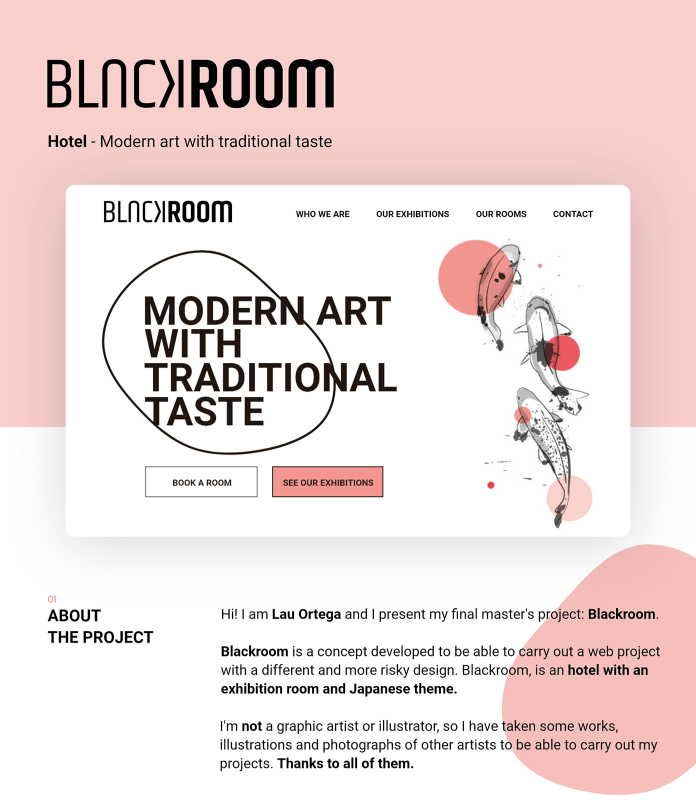 BLACKROOM
Hotel - Modern art with traditional taste
BLACKROOM
WHO WE ARE OUR EXHIBITIONS OUR ROOMS CONTACT
MODERN ART
WITH
TRADITIONAL
TASTE
BOOK A ROOM SEE OUR EXHIBITIONS
01
ABOUT
THE PROJECT
Hi! I am Lau Ortega and I present my final master's project: Blackroom.
Blackroom is a concept developed to be able to carry out a web project
with a different and more risky design. Blackroom, is an hotel with an
exhibition room and Japanese theme.
I'm not a graphic artist or illustrator, so I have taken some works,
illustrations and photographs of other artists to be able to carry out my
projects. Thanks to all of them.